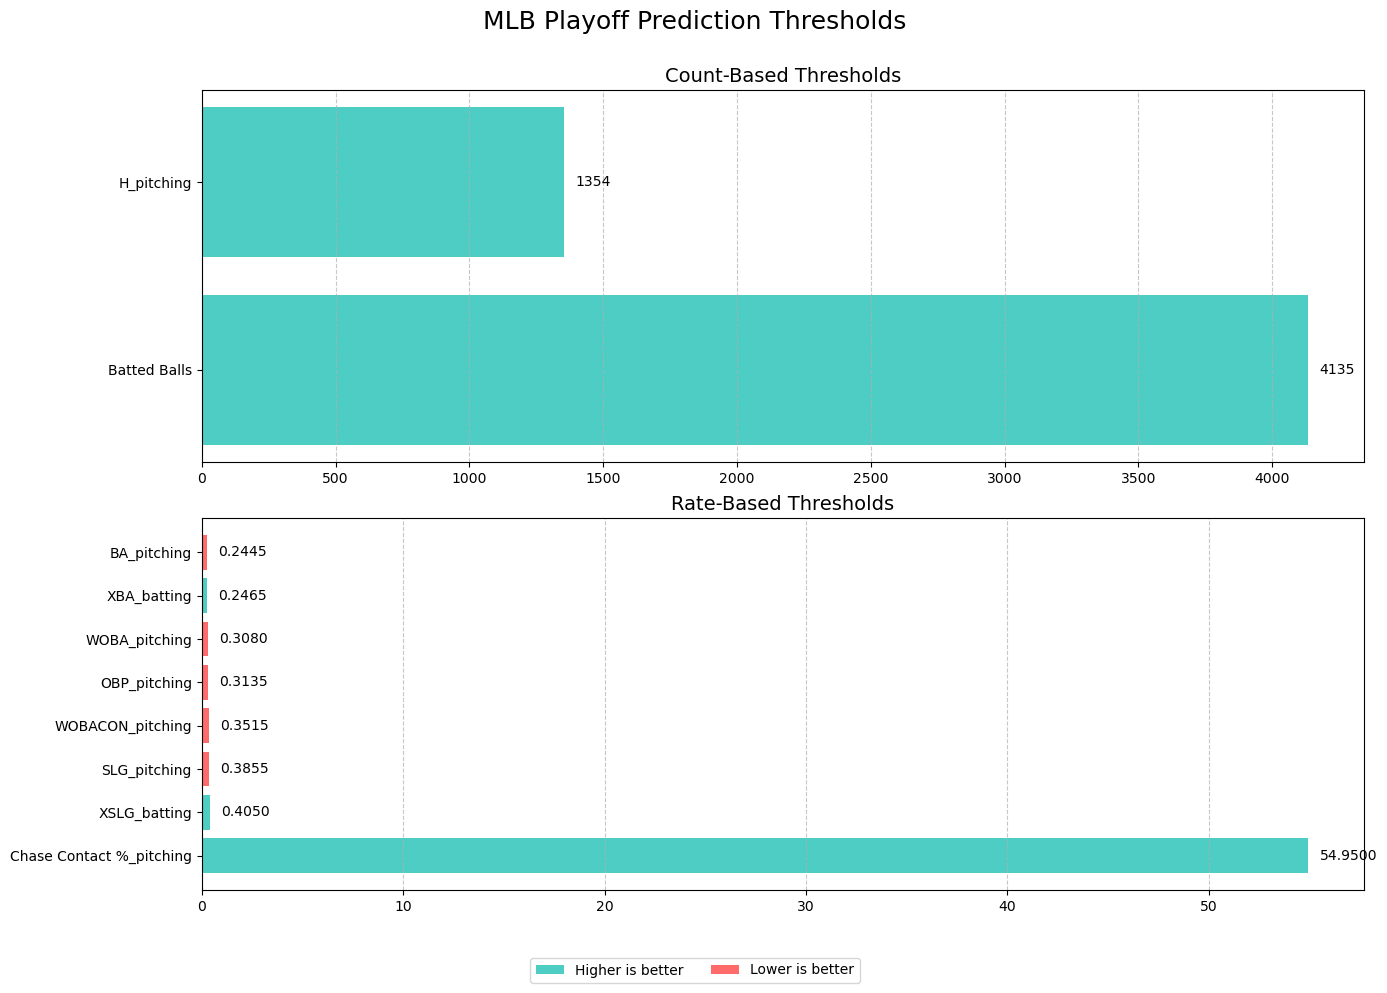 MLB Playoff Prediction Thresholds
Count-Based Thresholds
H_pitching
1354
Batted Balls
4135
0 500 1000 1500 2000 2500 3000 3500 4000
Rate-Based Thresholds
BA_pitching
0.2445
XBA_batting
0.2465
WOBA_pitching
0.3080
OBP_pitching
0.3135
WOBACON_pitching
0.3515
SLG_pitching
0.3855
XSLG_batting
0.4050
Chase Contact %_pitching
54.9500
0 10 20 30 40 50
Higher is better
Lower is better